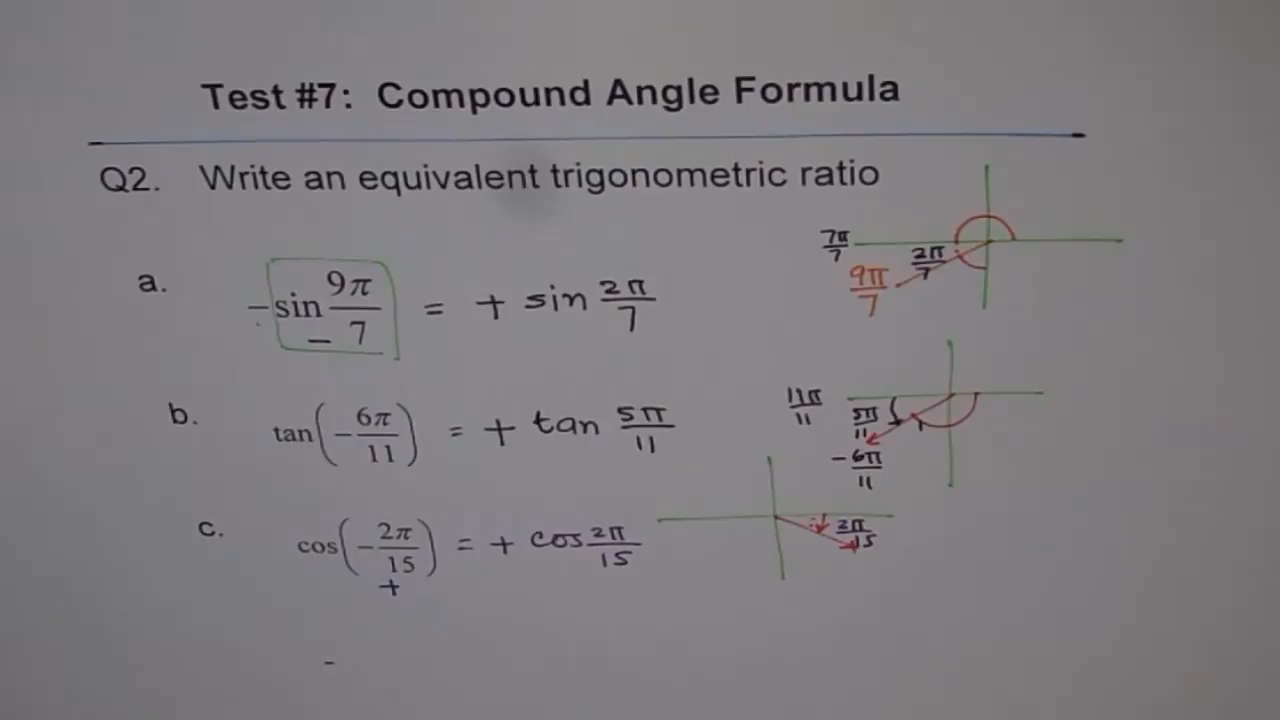 Test #7: Compound Angle Formula
Q2. Write an equivalent trigonometric ratio
a. -sin 9π/7 = + sin 2π/7
-
7π/7
2π/7
9π/7
b. tan(-6π/11) = + tan 5π/11
11π/11
5π/11
-6π/11
c. cos(-2π/15) = + cos 2π/15
+
2π/15
-